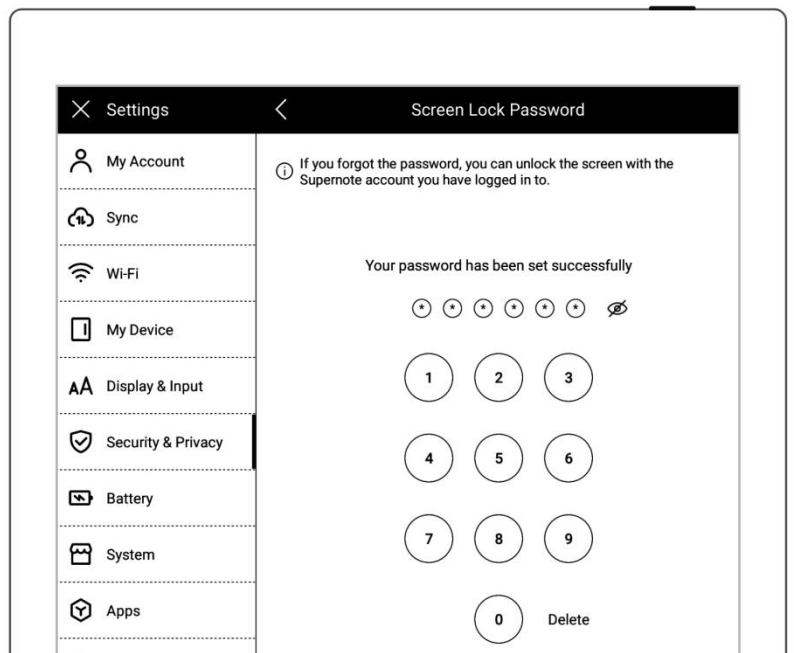 Settings
Screen Lock Password
My Account
Sync
Wi-Fi
My Device
Display & Input
Security & Privacy
Battery
System
Apps
If you forgot the password, you can unlock the screen with the
Supernote account you have logged in to.
Your password has been set successfully
* * * * * *
1 2 3
4 5 6
7 8 9
0 Delete